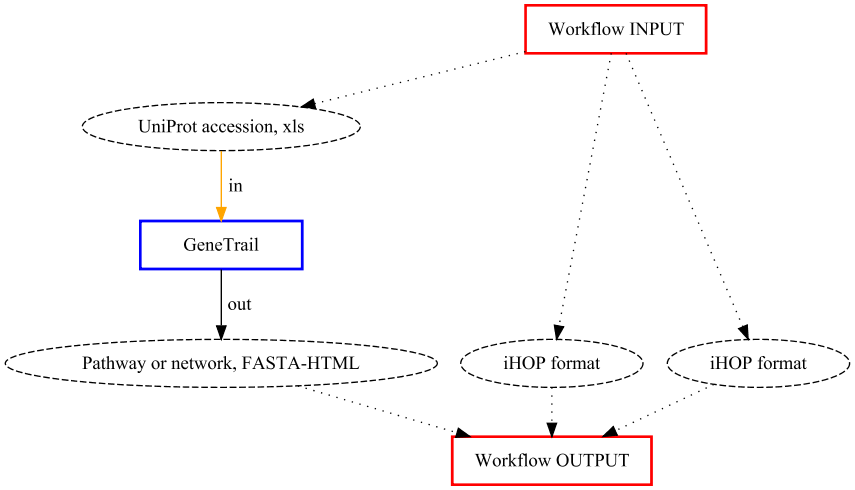 Workflow INPUT
UniProt accession, xls
in
GeneTrail
out
Pathway or network, FASTA-HTML
iHOP format
iHOP format
Workflow OUTPUT